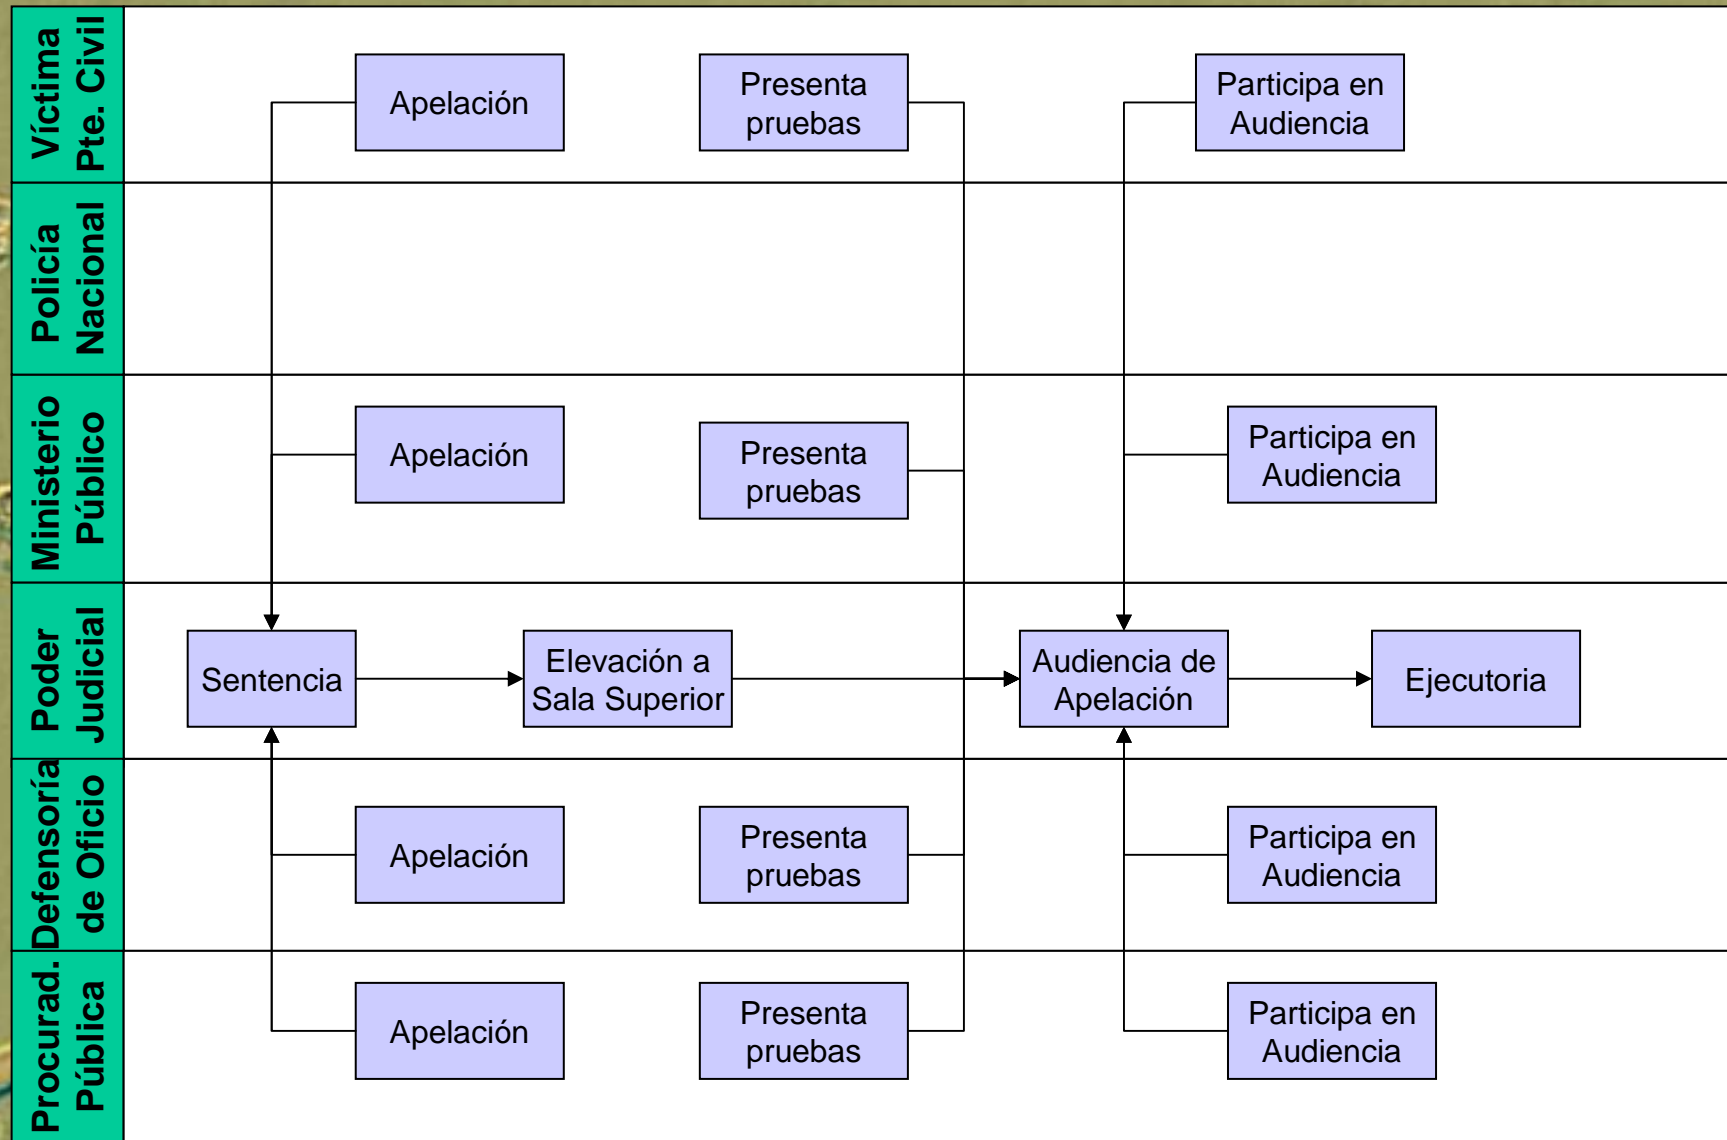 Víctima
Pte. Civil
Apelación
Presenta
pruebas
Participa en
Audiencia
Policía
Nacional
Ministerio
Público
Apelación
Presenta
pruebas
Participa en
Audiencia
Poder
Judicial
Sentencia
Elevación a
Sala Superior
Audiencia de
Apelación
Ejecutoria
Defensoría
de Oficio
Apelación
Presenta
pruebas
Participa en
Audiencia
Procurad.
Pública
Apelación
Presenta
pruebas
Participa en
Audiencia